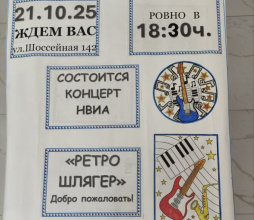 21.10.25
ЖДЕМ ВАС
ул.Шоссейная 142
РОВНО В
18:30ч.
СОСТОИТСЯ
КОНЦЕРТ
НВИА
«РЕТРО
ШЛЯГЕР»
Добро пожаловать!